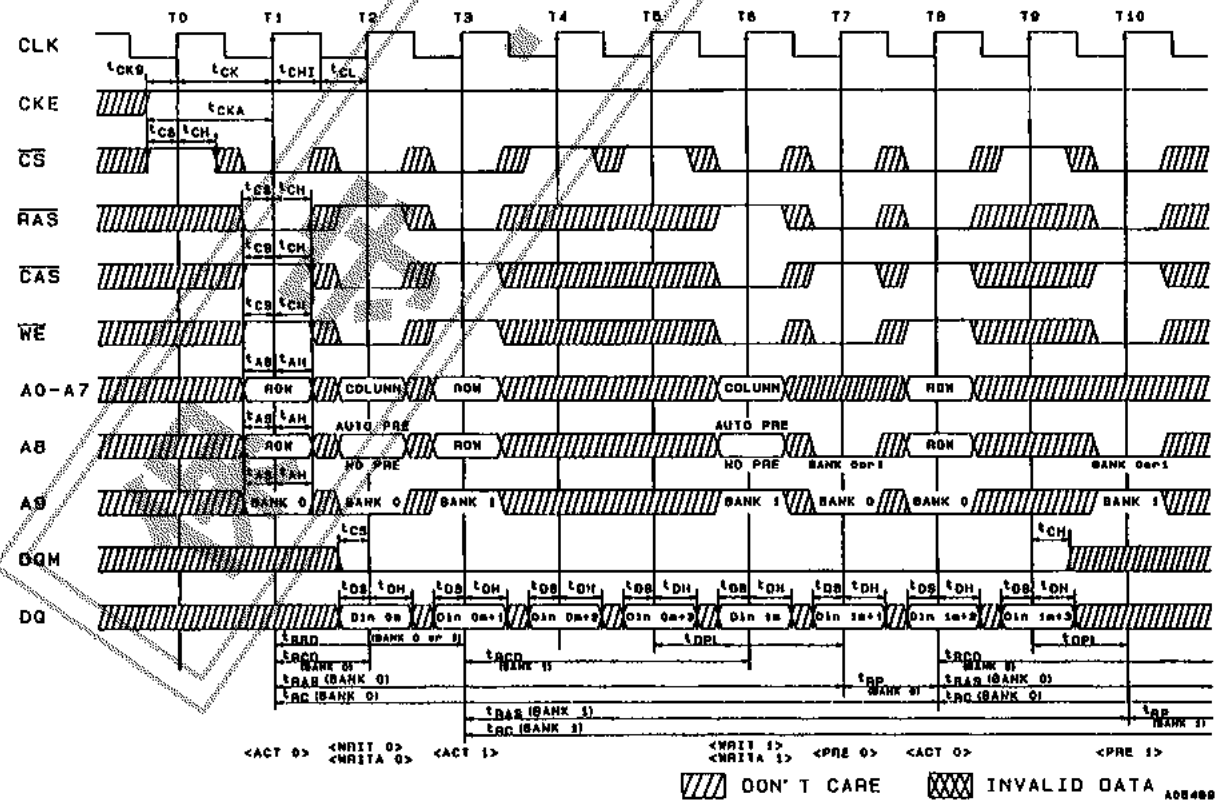 T0 T1 T2 T3 T4 T5 T6 T7 T8 T9 T10
CLK
tCKS tCK tCHI tCL
CKE
tCKA
tCS tCH
CS
tCS tCH
RAS
tCS tCH
CAS
tCS tCH
WE
tAS tAH
A0-A7 ROW COLUMN ROW COLUMN ROW
tAS tAH AUTO PRE AUTO PRE
A8 ROW ROW ROW
NO PRE NO PRE BANK 0or1 BANK 0or1
tAS tAH
A9 BANK 0 BANK 0 BANK 1 BANK 1 BANK 0 BANK 0 BANK 1
tCS tCH
DQM
tDS tDH tDS tDH tDS tDH tDS tDH tDS tDH tDS tDH tDS tDH tDS tDH
DQ Din 0m Din 0m+1 Din 0m+2 Din 0m+3 Din 1m Din 1m+1 Din 1m+2 Din 1m+3
tRRD (BANK 0 or 1) tDPL tDPL
tRCD (BANK 0) tRCD (BANK 1) tRCD (BANK 0)
tRAS (BANK 0) tRP (BANK 0) tRAS (BANK 0)
tRC (BANK 0) tRC (BANK 0)
tRAS (BANK 1) tRP (BANK 1)
tRC (BANK 1)
<ACT 0> <WRIT 0> <ACT 1> <WRIT 1> <PRE 0> <ACT 0> <PRE 1>
<WRITA 0> <WRITA 1>
DON'T CARE INVALID DATA